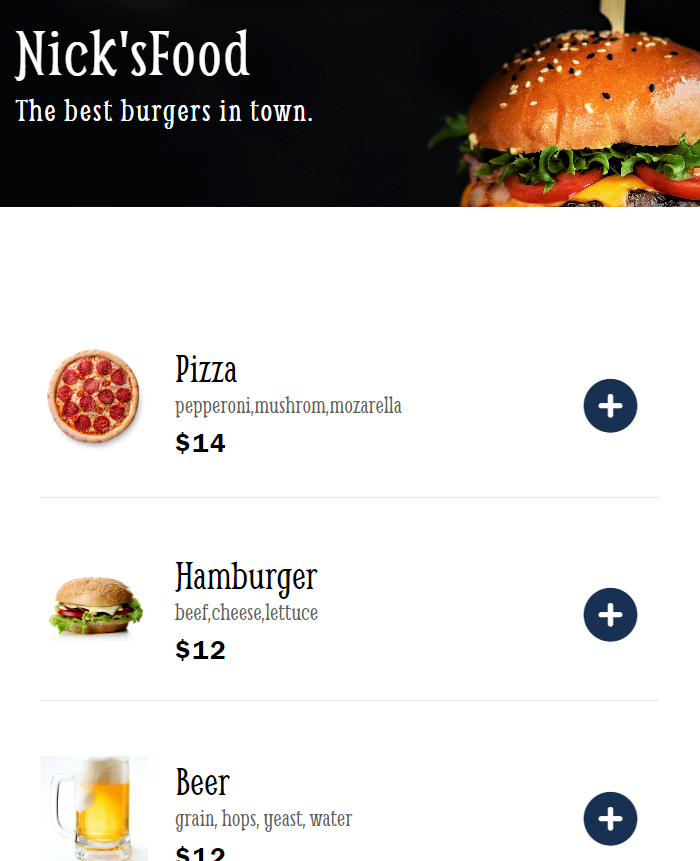 Nick'sFood
The best burgers in town.
Pizza
pepperoni,mushrom,mozarella
$14
Hamburger
beef,cheese,lettuce
$12
Beer
grain, hops, yeast, water
$12